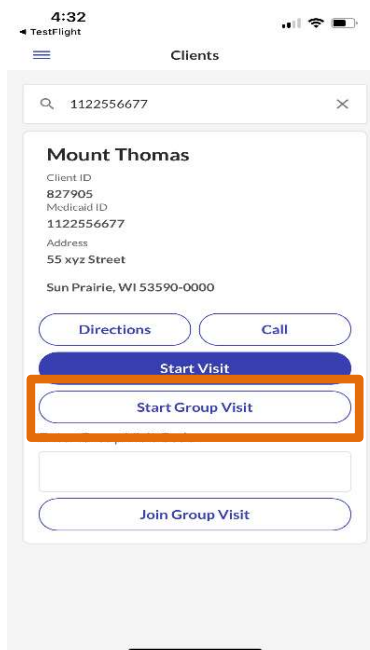 4:32
TestFlight
Clients
1122556677
Mount Thomas
Client ID
827905
Medicaid ID
1122556677
Address
55 xyz Street
Sun Prairie, WI 53590-0000
Directions
Call
Start Visit
Start Group Visit
Join Group Visit